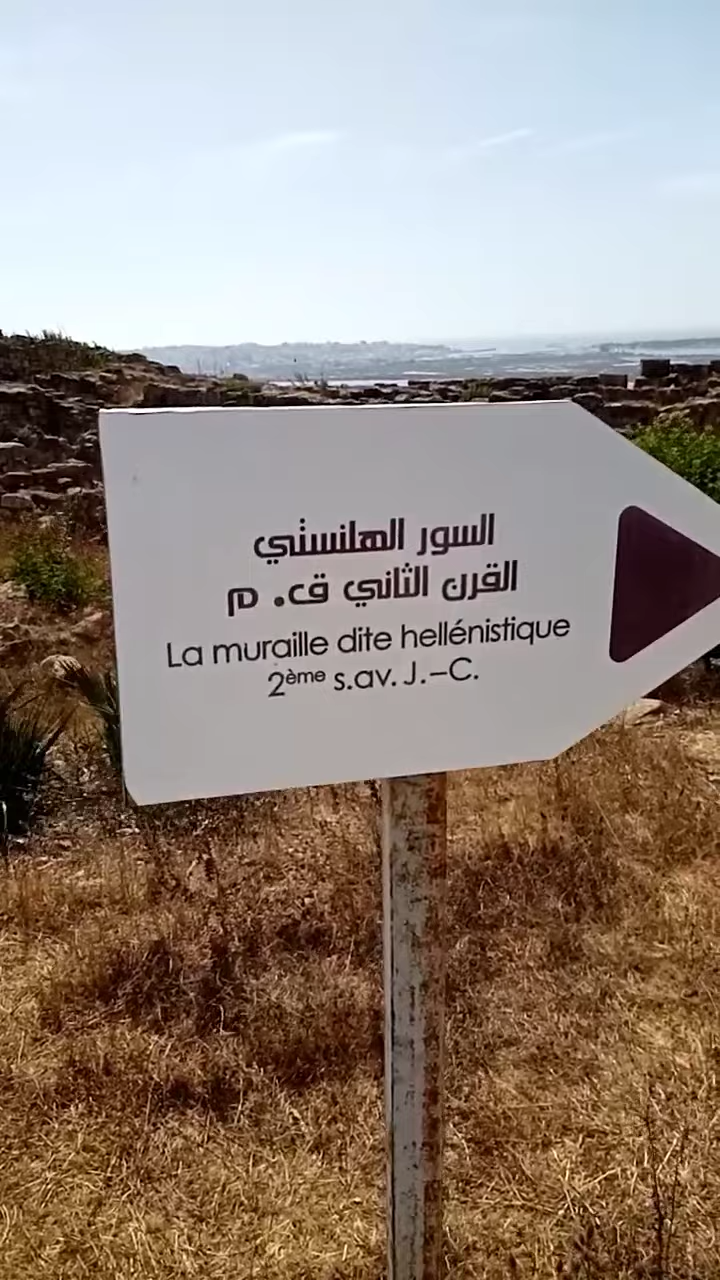 السور الهلنستي
القرن الثاني ق. م
La muraille dite hellénistique
2ème s.av. J.–C.